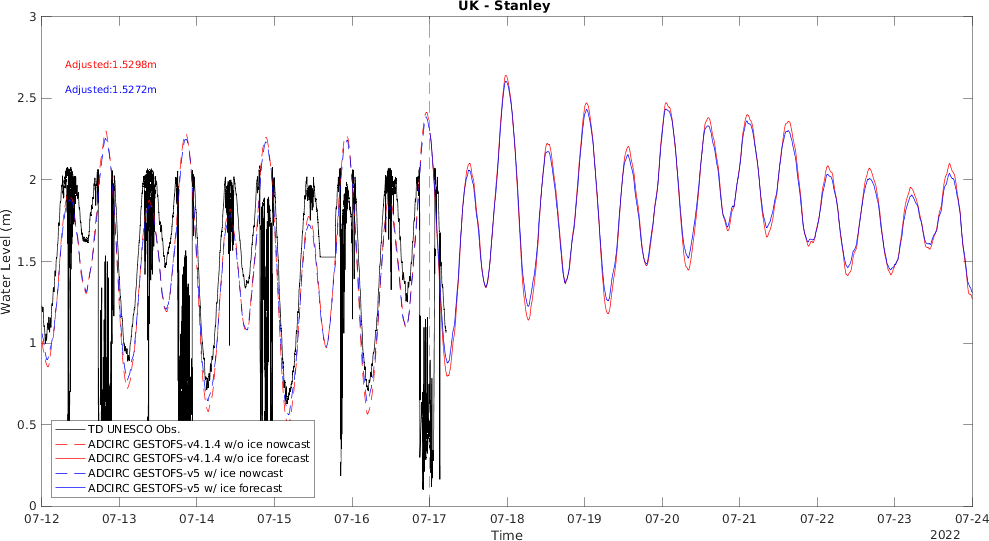 UK - Stanley
Adjusted:1.5298m
Adjusted:1.5272m
3
2.5
2
1.5
1
0.5
0
Water Level (m)
TD UNESCO Obs.
ADCIRC GESTOFS-v4.1.4 w/o ice nowcast
ADCIRC GESTOFS-v4.1.4 w/o ice forecast
ADCIRC GESTOFS-v5 w/ ice nowcast
ADCIRC GESTOFS-v5 w/ ice forecast
07-12 07-13 07-14 07-15 07-16 07-17 07-18 07-19 07-20 07-21 07-22 07-23 07-24
Time
2022